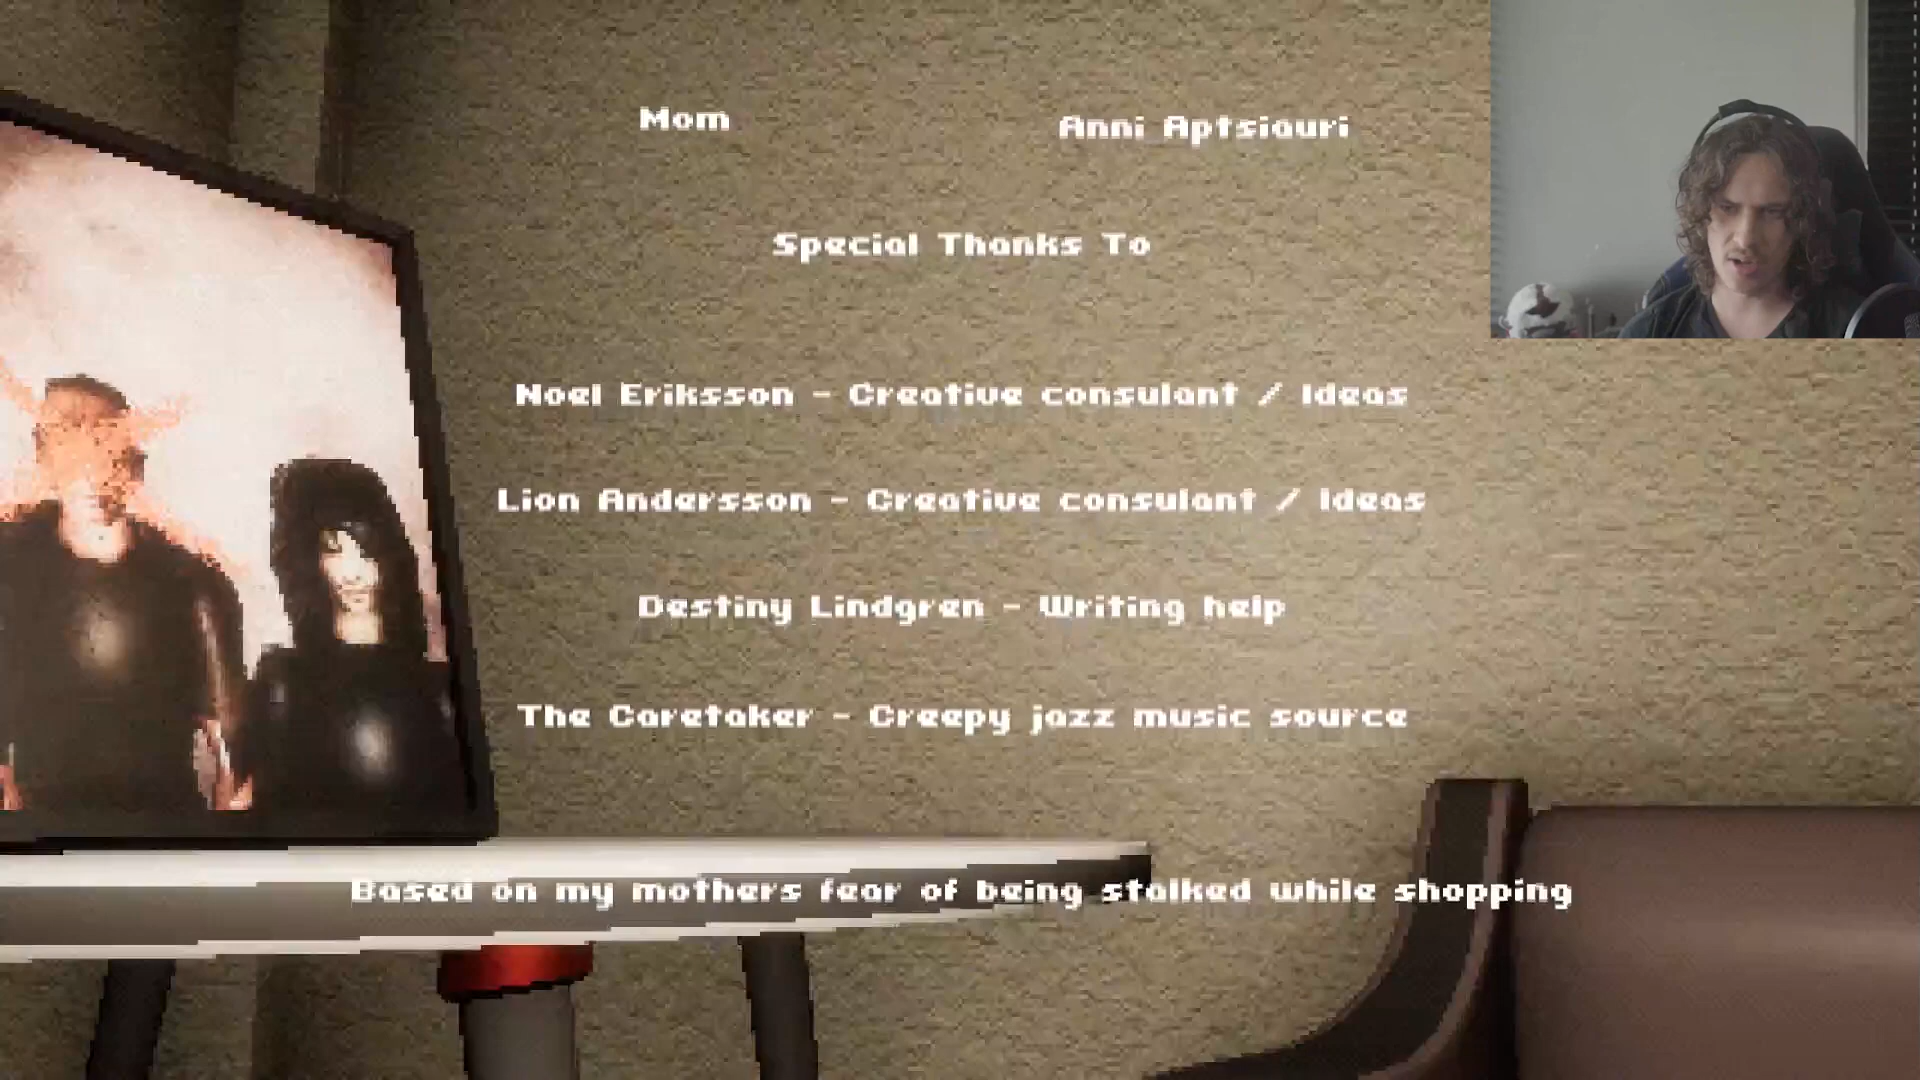 Mom Anni Aptsiauri
Special Thanks To
Noel Eriksson - Creative consulant / Ideas
Lion Andersson - Creative consulant / Ideas
Destiny Lindgren - Writing help
The Caretaker - Creepy jazz music source
Based on my mothers fear of being stalked while shopping